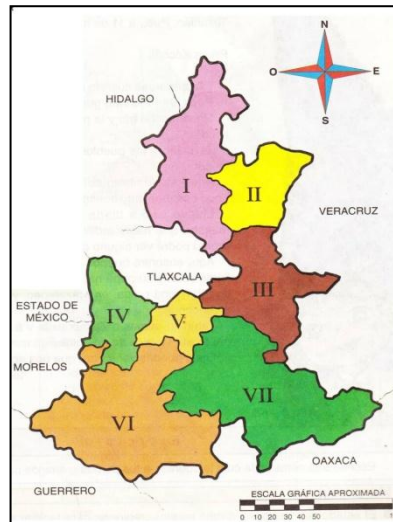 N
O
E
S
HIDALGO
I
II
VERACRUZ
TLAXCALA
III
ESTADO DE
MÉXICO
IV
V
MORELOS
VI
VII
OAXACA
GUERRERO
ESCALA GRÁFICA APROXIMADA
0 10 20 30 40 50